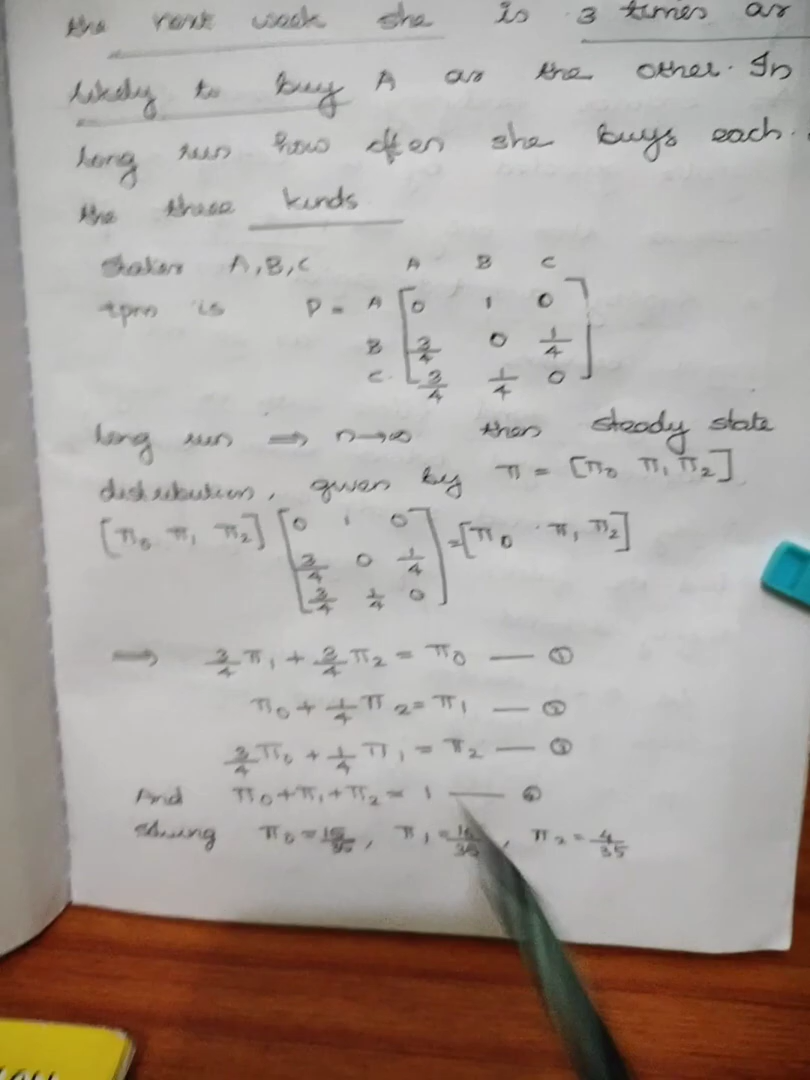 the next week she is 3 times as
likely to buy A as the other. In
long run how often she buys each.
the three kinds
States A, B, C A B C
tpm is P = A [0 1 0
B 3/4 0 1/4
C. 3/4 1/4 0]
long run ⟹ n→∞ then steady state
distribution, given by π = [π₀ π₁ π₂]
[π₀ π₁ π₂] [0 1 0
3/4 0 1/4
3/4 1/4 0] = [π₀ π₁ π₂]
⟹ 3/4 π₁ + 3/4 π₂ = π₀ — ①
π₀ + 1/4 π₂ = π₁ — ②
3/4 π₀ + 1/4 π₁ = π₂ — ③
And π₀ + π₁ + π₂ = 1 — ④
π₀ = 15/35, π₁ = 16/35, π₂ = 4/35